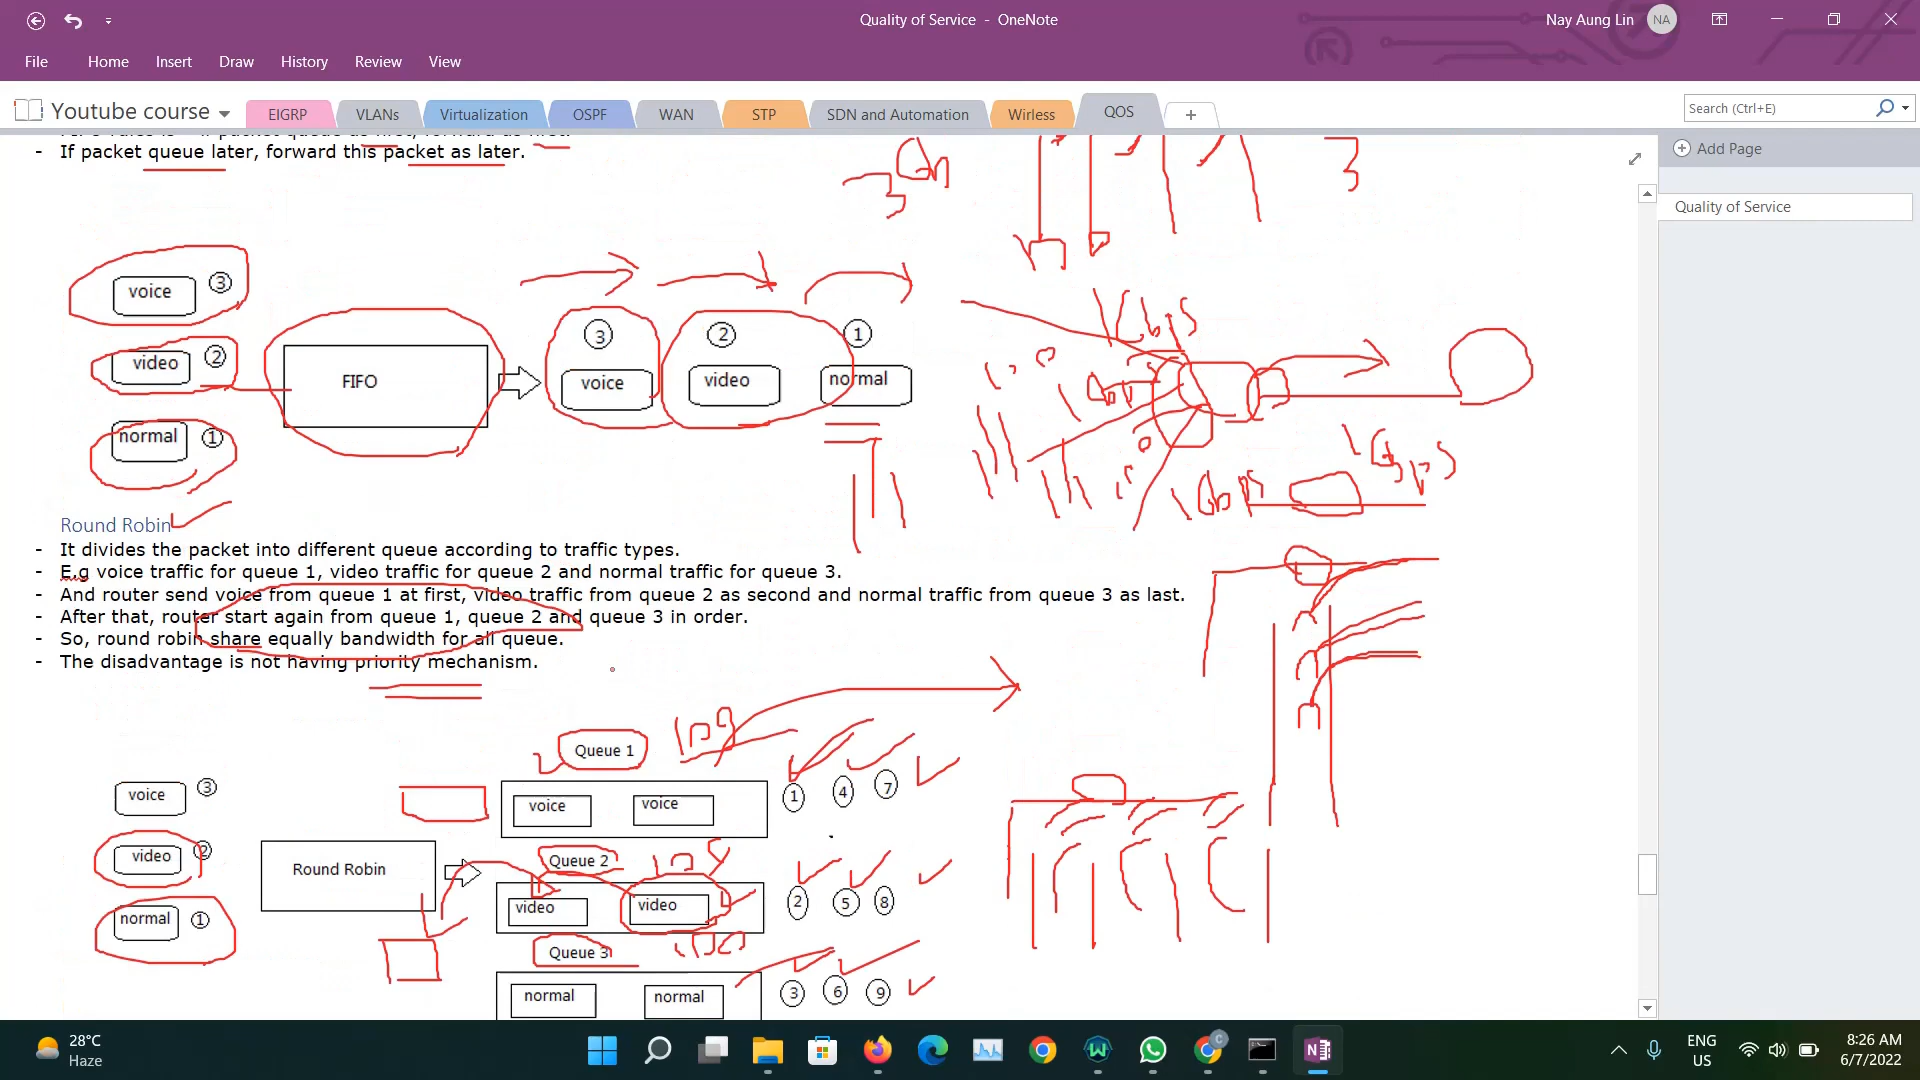 Quality of Service - OneNote
Nay Aung Lin
NA
File
Home
Insert
Draw
History
Review
View
Youtube course
EIGRP
VLANs
Virtualization
OSPF
WAN
STP
SDN and Automation
Wirless
QOS
Search (Ctrl+E)
Add Page
Quality of Service
- If packet queue later, forward this packet as later.
voice 3
video 2
normal 1
FIFO
3 2 1
voice video normal
Round Robin
- It divides the packet into different queue according to traffic types.
- E.g voice traffic for queue 1, video traffic for queue 2 and normal traffic for queue 3.
- And router send voice from queue 1 at first, video traffic from queue 2 as second and normal traffic from queue 3 as last.
- After that, router start again from queue 1, queue 2 and queue 3 in order.
- So, round robin share equally bandwidth for all queue.
- The disadvantage is not having priority mechanism.
voice 3
video 2
normal 1
Round Robin
Queue 1
voice voice 1 4 7
Queue 2
video video 2 5 8
Queue 3
normal normal 3 6 9
28°C
Haze
ENG
US
8:26 AM
6/7/2022